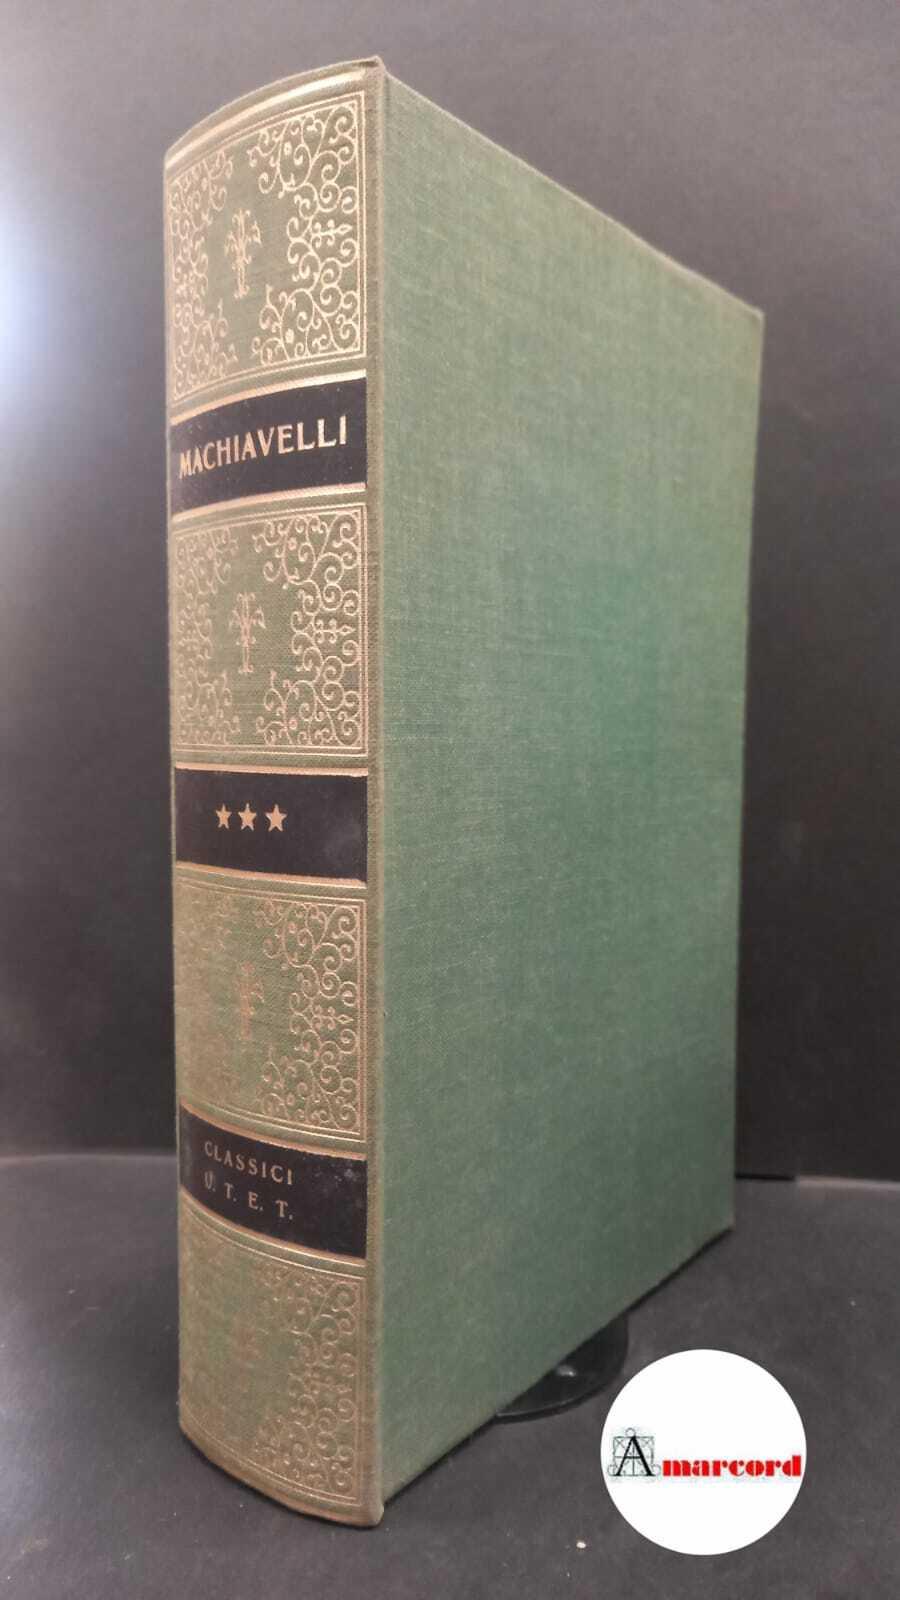 MACHIAVELLI
★★★
CLASSICI
U. T. E. T.
Amarcord